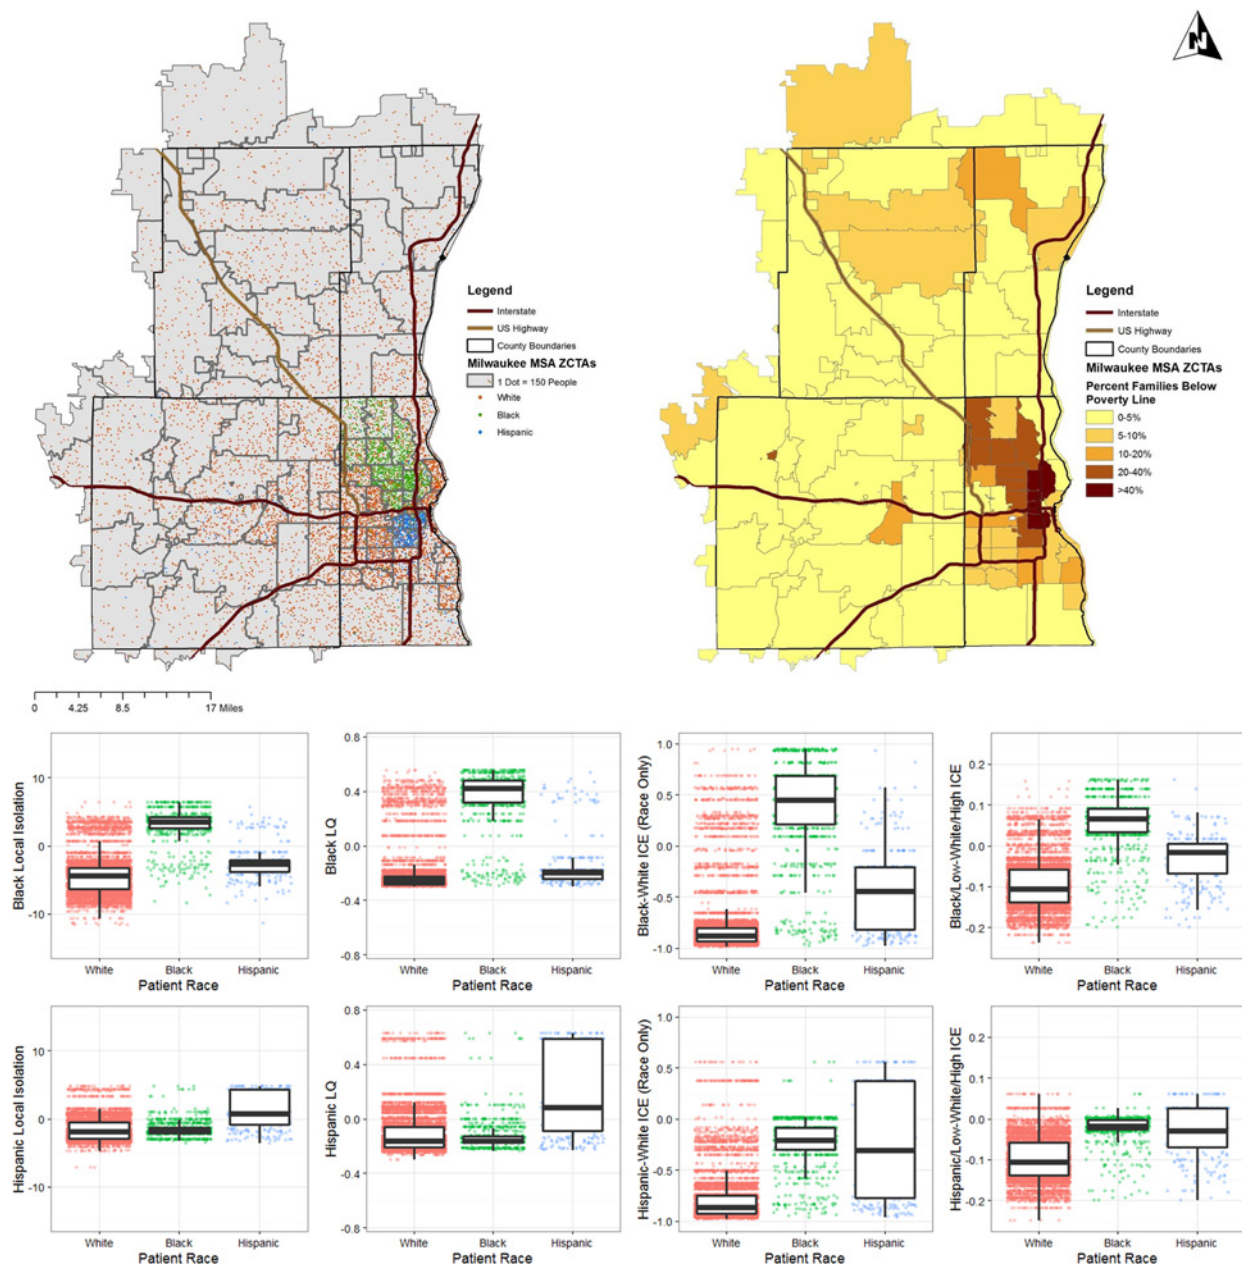 N
Legend
Interstate
US Highway
County Boundaries
Milwaukee MSA ZCTAs
1 Dot = 150 People
White
Black
Hispanic
0 4.25 8.5 17 Miles
Legend
Interstate
US Highway
County Boundaries
Milwaukee MSA ZCTAs
Percent Families Below
Poverty Line
0-5%
5-10%
10-20%
20-40%
>40%
Black Local Isolation
10
0
-10
White Black Hispanic
Patient Race
Black LQ
0.8
0.4
0.0
-0.4
-0.8
White Black Hispanic
Patient Race
Black-White ICE (Race Only)
1.0
0.5
0.0
-0.5
-1.0
White Black Hispanic
Patient Race
Black/Low-White/High ICE
0.2
0.1
0.0
-0.1
-0.2
White Black Hispanic
Patient Race
Hispanic Local Isolation
10
0
-10
White Black Hispanic
Patient Race
Hispanic LQ
0.8
0.4
0.0
-0.4
-0.8
White Black Hispanic
Patient Race
Hispanic-White ICE (Race Only)
1.0
0.5
0.0
-0.5
-1.0
White Black Hispanic
Patient Race
Hispanic/Low-White/High ICE
0.2
0.1
0.0
-0.1
-0.2
White Black Hispanic
Patient Race